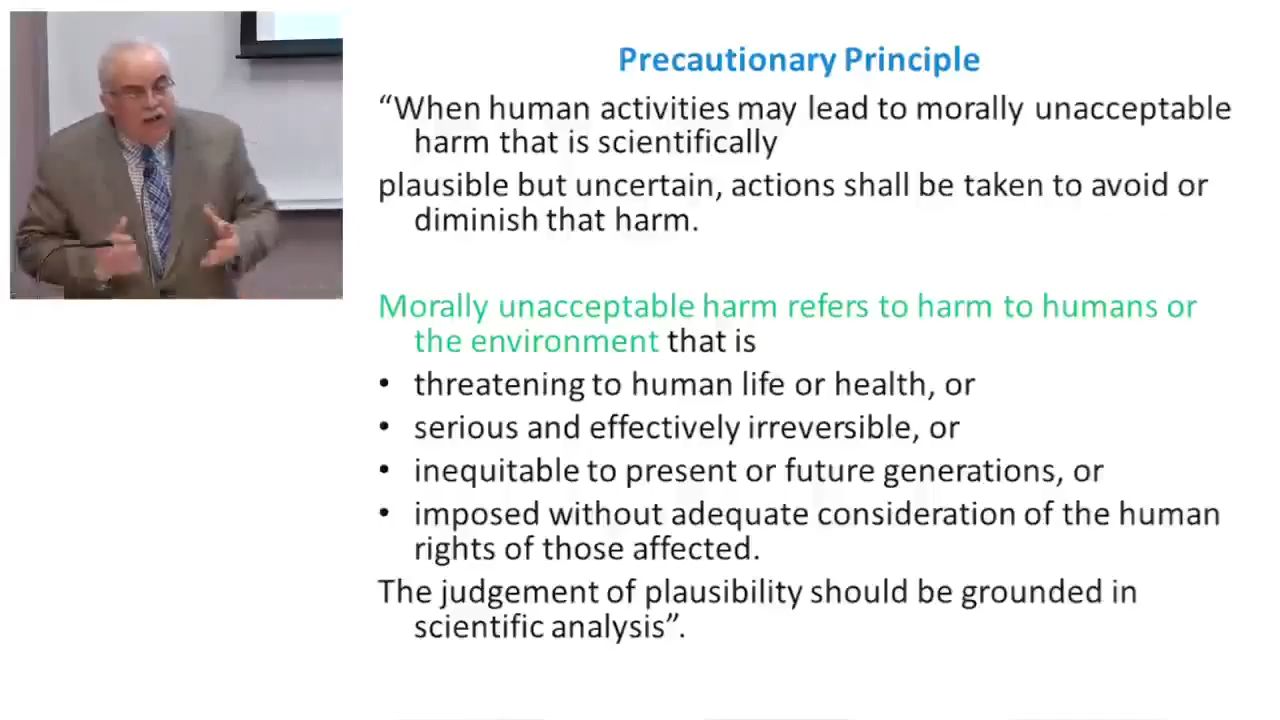 Precautionary Principle
“When human activities may lead to morally unacceptable
harm that is scientifically
plausible but uncertain, actions shall be taken to avoid or
diminish that harm.
Morally unacceptable harm refers to harm to humans or
the environment that is
• threatening to human life or health, or
• serious and effectively irreversible, or
• inequitable to present or future generations, or
• imposed without adequate consideration of the human
rights of those affected.
The judgement of plausibility should be grounded in
scientific analysis”.